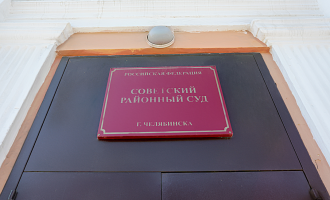 РОССИЙСКАЯ ФЕДЕРАЦИЯ
СОВЕТСКИЙ
РАЙОННЫЙ СУД
Г. ЧЕЛЯБИНСКА